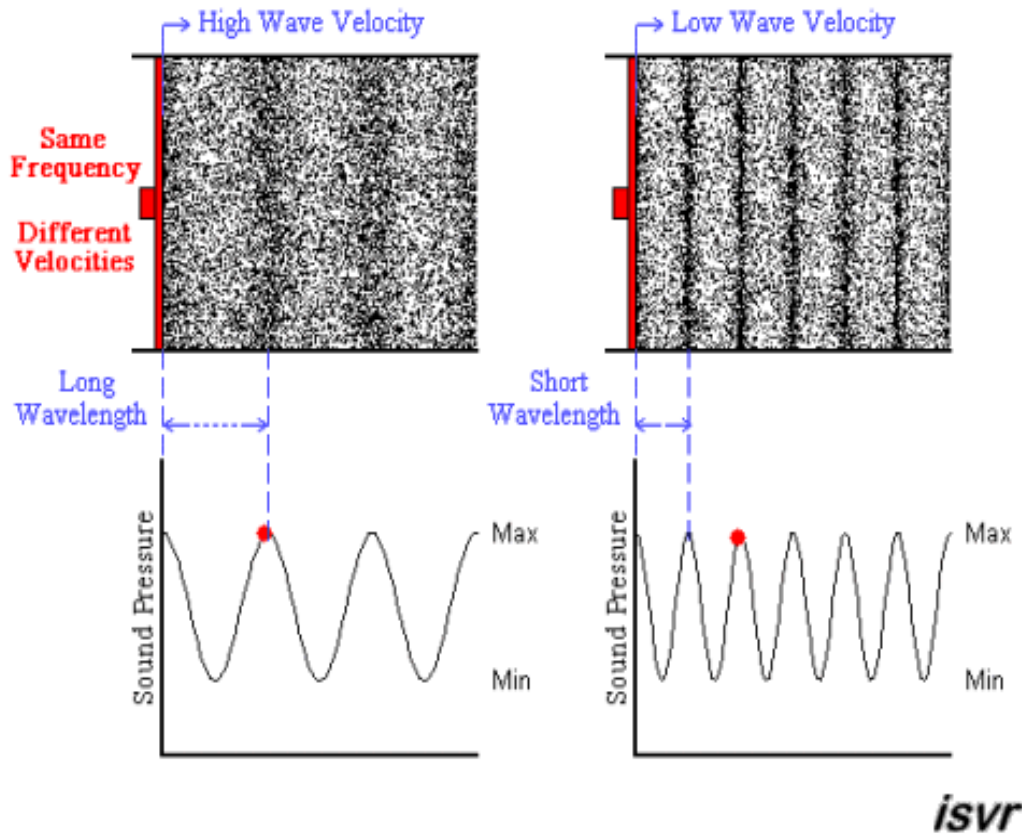 High Wave Velocity
Low Wave Velocity
Same
Frequency
Different
Velocities
Long
Wavelength
Short
Wavelength
Sound Pressure
Max
Min
Sound Pressure
Max
Min
isvr